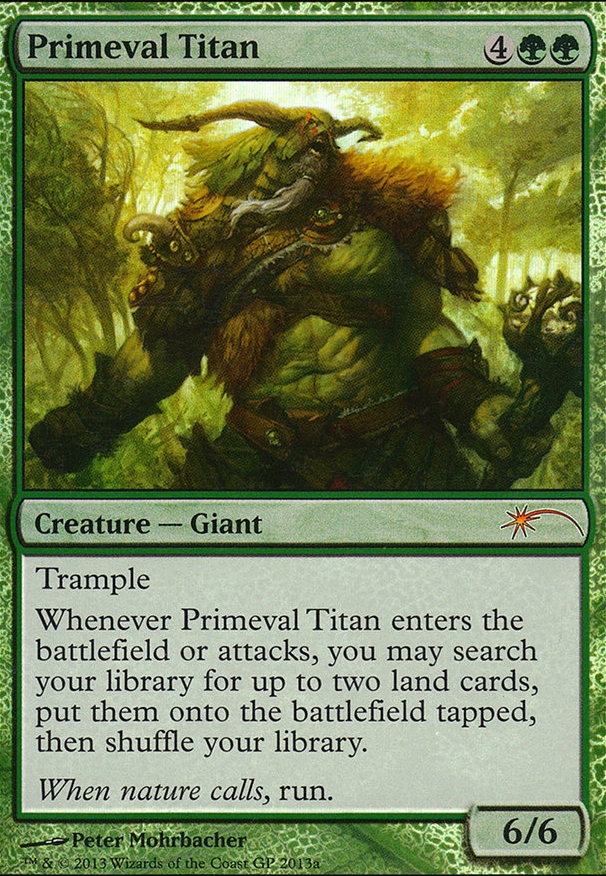 Primeval Titan 4
Creature — Giant
Trample
Whenever Primeval Titan enters the
battlefield or attacks, you may search
your library for up to two land cards,
put them onto the battlefield tapped,
then shuffle your library.
When nature calls, run.
6/6
Peter Mohrbacher
™ & © 2013 Wizards of the Coast GP 2013a